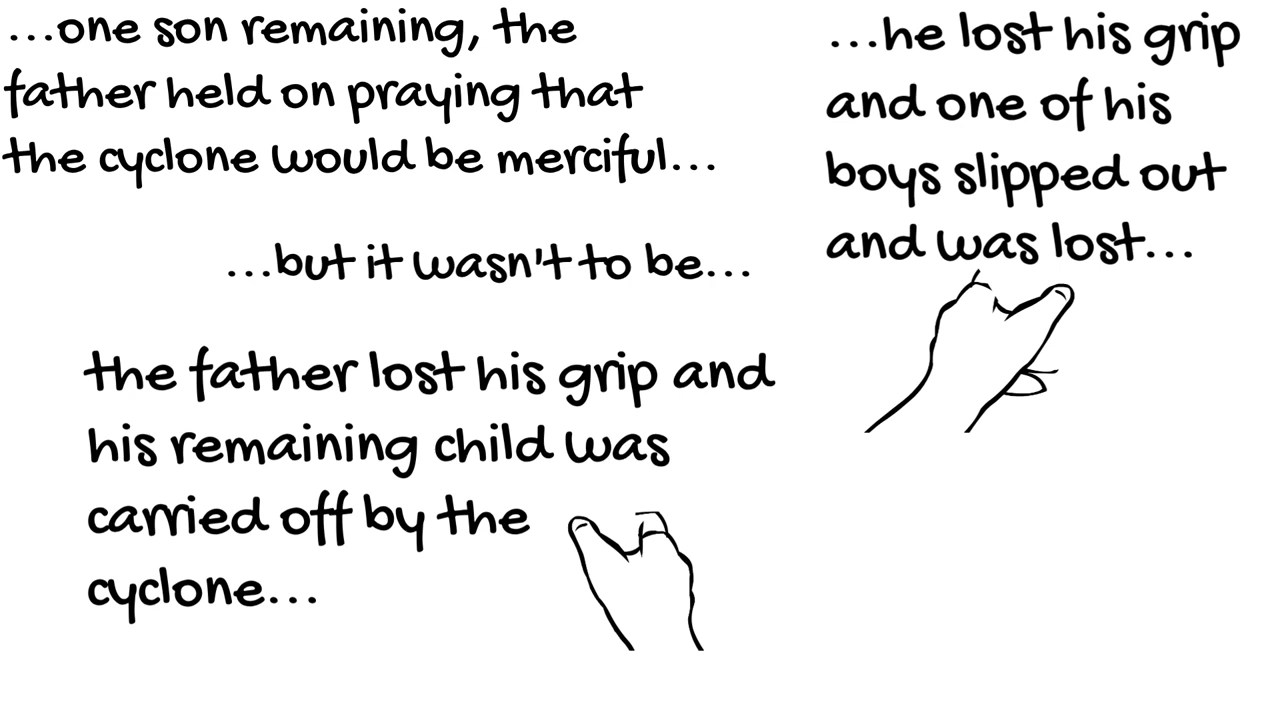 ...one son remaining, the
father held on praying that
the cyclone would be merciful...
...but it wasn't to be...
the father lost his grip and
his remaining child was
carried off by the
cyclone...
...he lost his grip
and one of his
boys slipped out
and was lost...